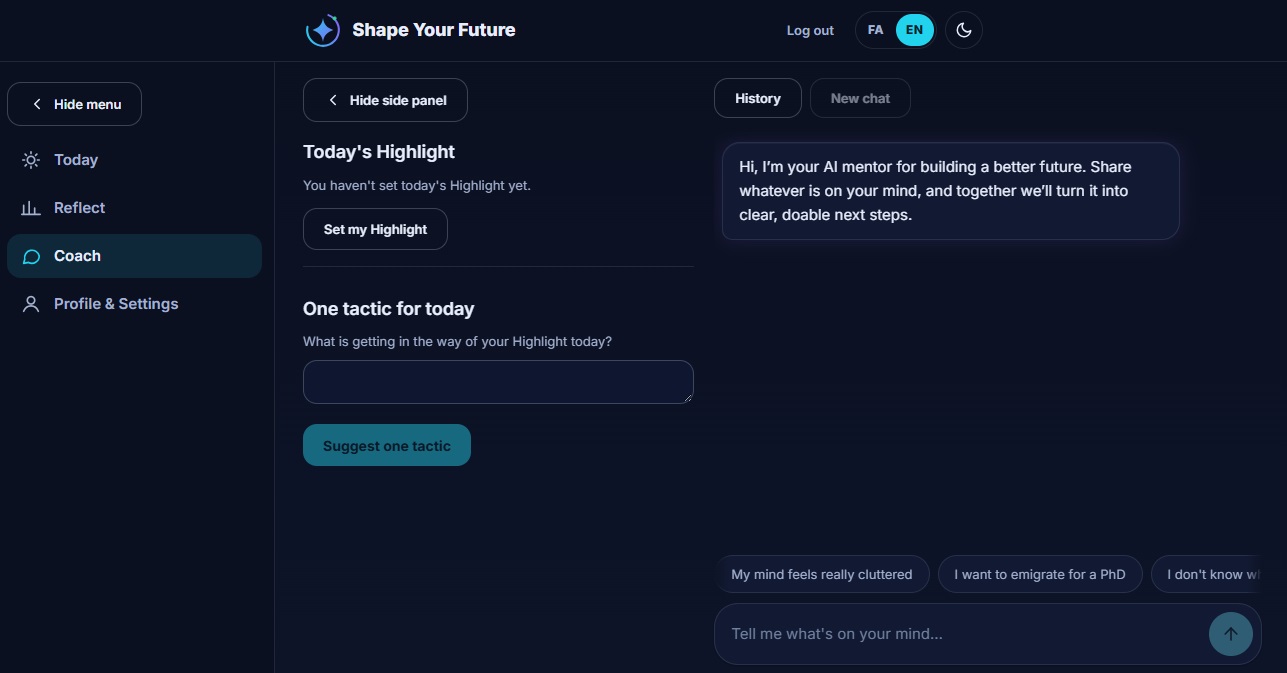 Shape Your Future
Log out
FA
EN
Hide menu
Today
Reflect
Coach
Profile & Settings
Hide side panel
Today's Highlight
You haven't set today's Highlight yet.
Set my Highlight
One tactic for today
What is getting in the way of your Highlight today?
Suggest one tactic
History
New chat
Hi, I’m your AI mentor for building a better future. Share
whatever is on your mind, and together we’ll turn it into
clear, doable next steps.
My mind feels really cluttered
I want to emigrate for a PhD
I don't know
Tell me what's on your mind...